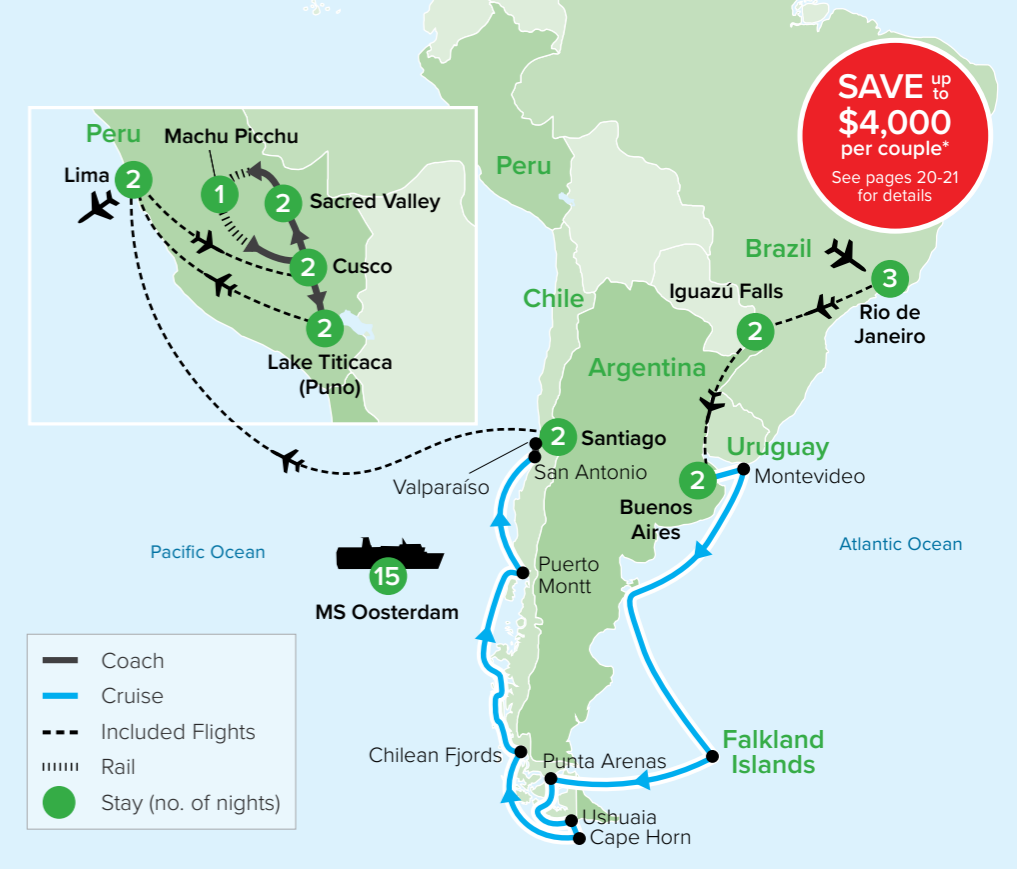 SAVE up to
$4,000
per couple*
See pages 20-21
for details
Peru
Machu Picchu
Lima
2
1
2
Sacred Valley
2
Cusco
2
Lake Titicaca
(Puno)
Peru
Brazil
3
Rio de
Janeiro
Iguazú Falls
2
Chile
Argentina
2
Santiago
San Antonio
Valparaíso
Uruguay
2
Montevideo
Buenos
Aires
Pacific Ocean
Atlantic Ocean
15
MS Oosterdam
Puerto
Montt
Chilean Fjords
Punta Arenas
Falkland
Islands
Ushuaia
Cape Horn
Coach
Cruise
Included Flights
Rail
Stay (no. of nights)